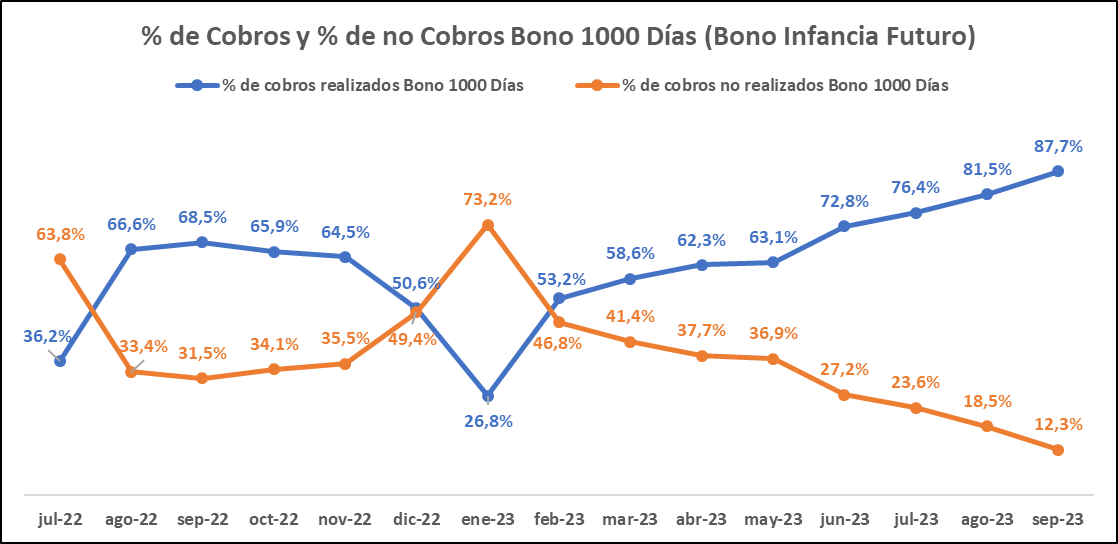 % de Cobros y % de no Cobros Bono 1000 Días (Bono Infancia Futuro)
% de cobros realizados Bono 1000 Días
% de cobros no realizados Bono 1000 Días
36,2%
66,6%
68,5%
65,9%
64,5%
50,6%
26,8%
53,2%
58,6%
62,3%
63,1%
72,8%
76,4%
81,5%
87,7%
63,8%
33,4%
31,5%
34,1%
35,5%
49,4%
73,2%
46,8%
41,4%
37,7%
36,9%
27,2%
23,6%
18,5%
12,3%
jul-22
ago-22
sep-22
oct-22
nov-22
dic-22
ene-23
feb-23
mar-23
abr-23
may-23
jun-23
jul-23
ago-23
sep-23